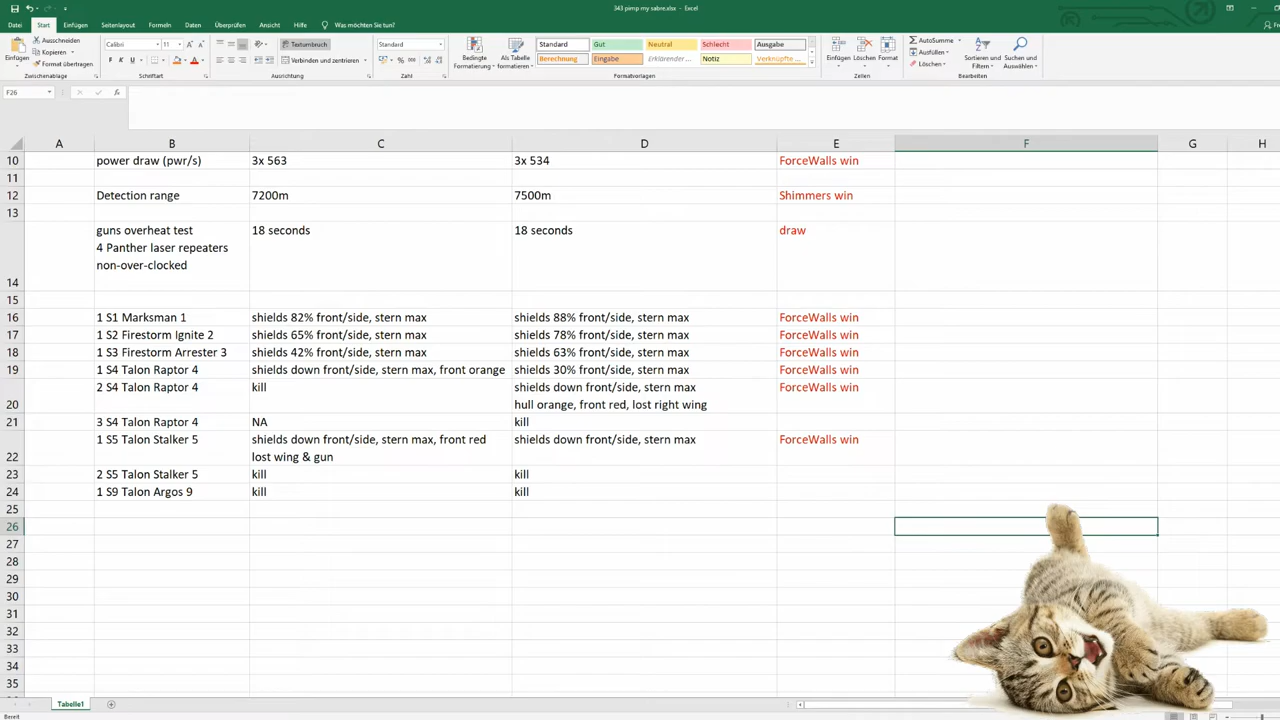 343 pimp my sabre.xlsx - Excel
Datei Start Einfügen Seitenlayout Formeln Daten Überprüfen Ansicht Hilfe Was möchten Sie tun?
Einfügen
Ausschneiden
Kopieren
Format übertragen
Zwischenablage
Calibri 11
F K U
Schriftart
Textumbruch
Verbinden und zentrieren
Ausrichtung
Standard
Zahl
Bedingte Formatierung
Als Tabelle formatieren
Standard Gut Neutral Schlecht Ausgabe
Berechnung Eingabe Erklärender ... Notiz Verknüpfte ...
Formatvorlagen
Einfügen Löschen Format
Zellen
AutoSumme
Ausfüllen
Löschen
Sortieren und Filtern
Suchen und Auswählen
Bearbeiten
F26 fx
A B C D E F G H
10 power draw (pwr/s) 3x 563 3x 534 ForceWalls win
11
12 Detection range 7200m 7500m Shimmers win
13
guns overheat test 18 seconds 18 seconds draw
4 Panther laser repeaters
non-over-clocked
14
15
16 1 S1 Marksman 1 shields 82% front/side, stern max shields 88% front/side, stern max ForceWalls win
17 1 S2 Firestorm Ignite 2 shields 65% front/side, stern max shields 78% front/side, stern max ForceWalls win
18 1 S3 Firestorm Arrester 3 shields 42% front/side, stern max shields 63% front/side, stern max ForceWalls win
19 1 S4 Talon Raptor 4 shields down front/side, stern max, front orange shields 30% front/side, stern max ForceWalls win
2 S4 Talon Raptor 4 kill shields down front/side, stern max ForceWalls win
20 hull orange, front red, lost right wing
21 3 S4 Talon Raptor 4 NA kill
1 S5 Talon Stalker 5 shields down front/side, stern max, front red shields down front/side, stern max ForceWalls win
22 lost wing & gun
23 2 S5 Talon Stalker 5 kill kill
24 1 S9 Talon Argos 9 kill kill
25
26
27
28
29
30
31
32
33
34
35
Tabelle1
Bereit